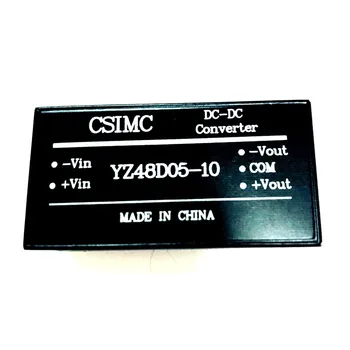 CSIMC
DC-DC
Converter
-Vin
+Vin
YZ48D05-10
-Vout
COM
+Vout
MADE IN CHINA